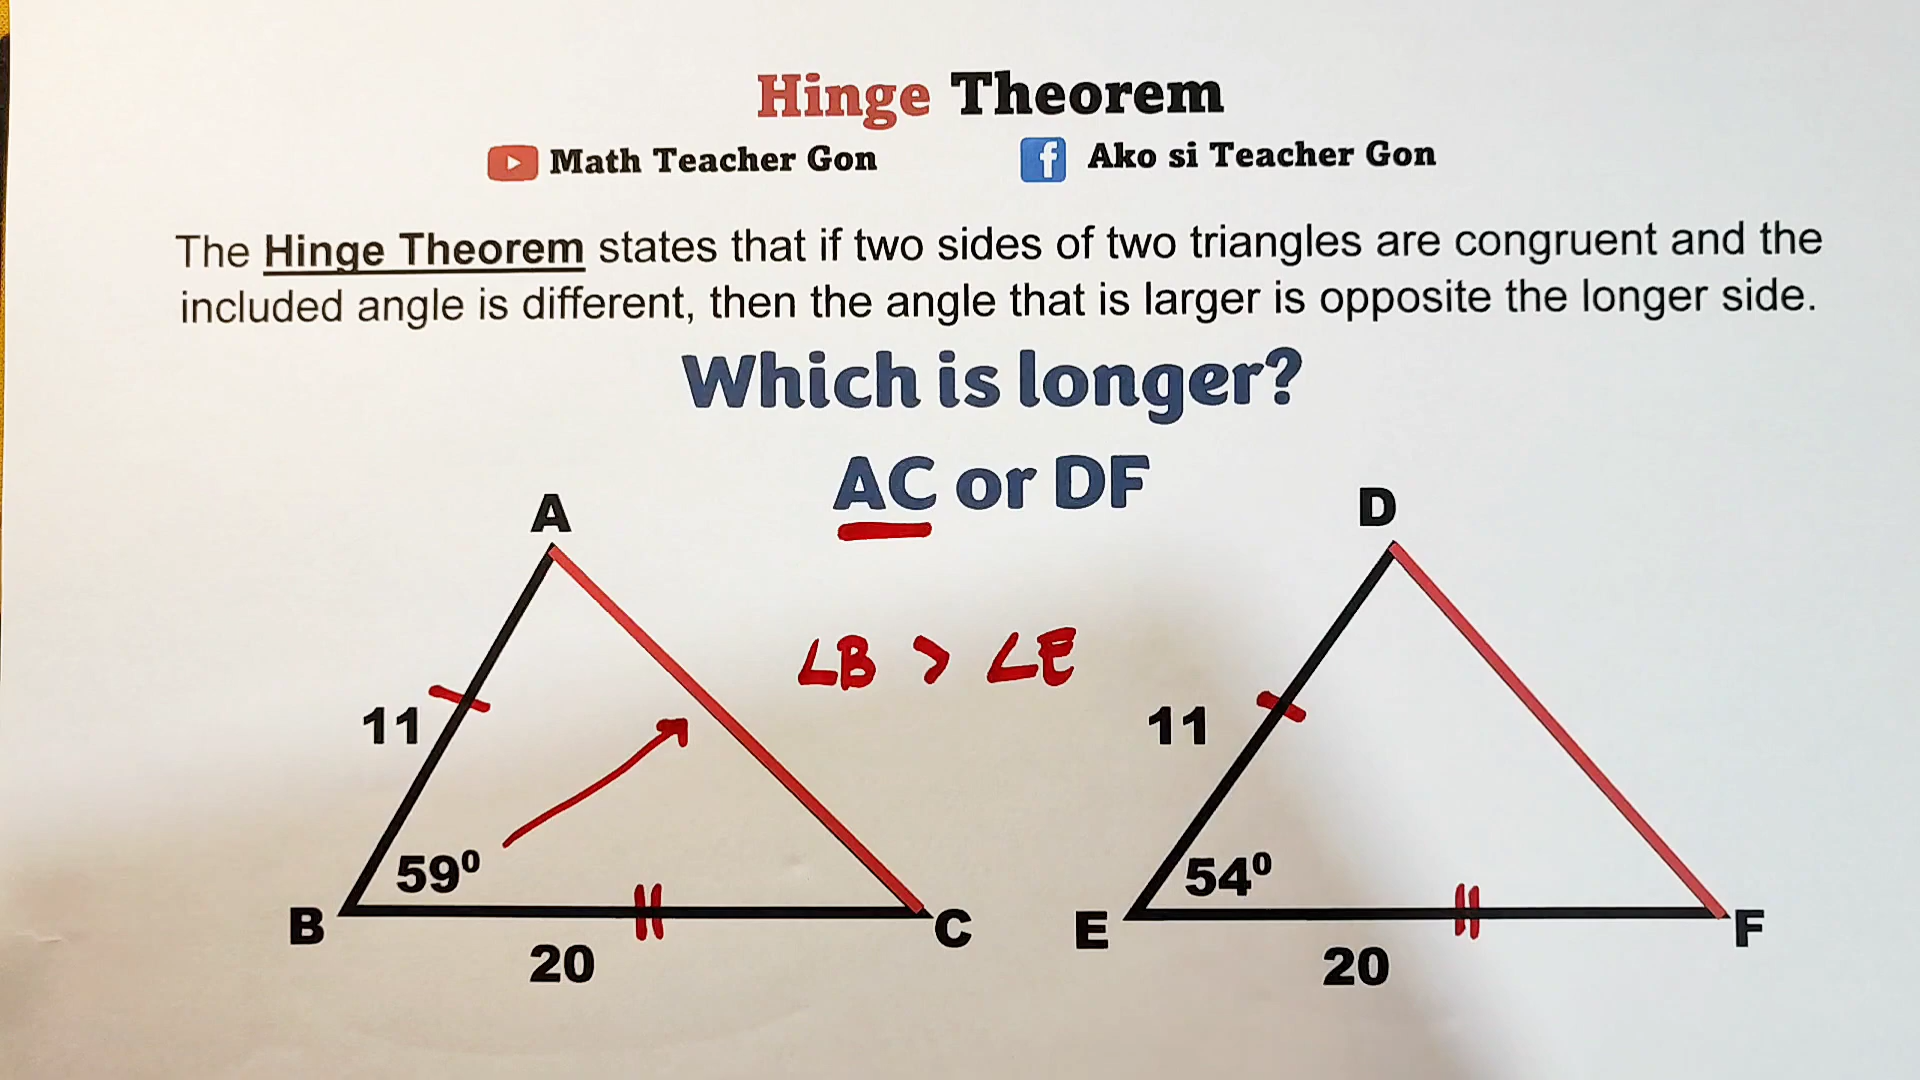 Hinge Theorem
Math Teacher Gon
Ako si Teacher Gon
The Hinge Theorem states that if two sides of two triangles are congruent and the
included angle is different, then the angle that is larger is opposite the longer side.
Which is longer?
AC or DF
A
D
∠B > ∠E
11
11
59⁰
54⁰
B
C
E
F
20
20